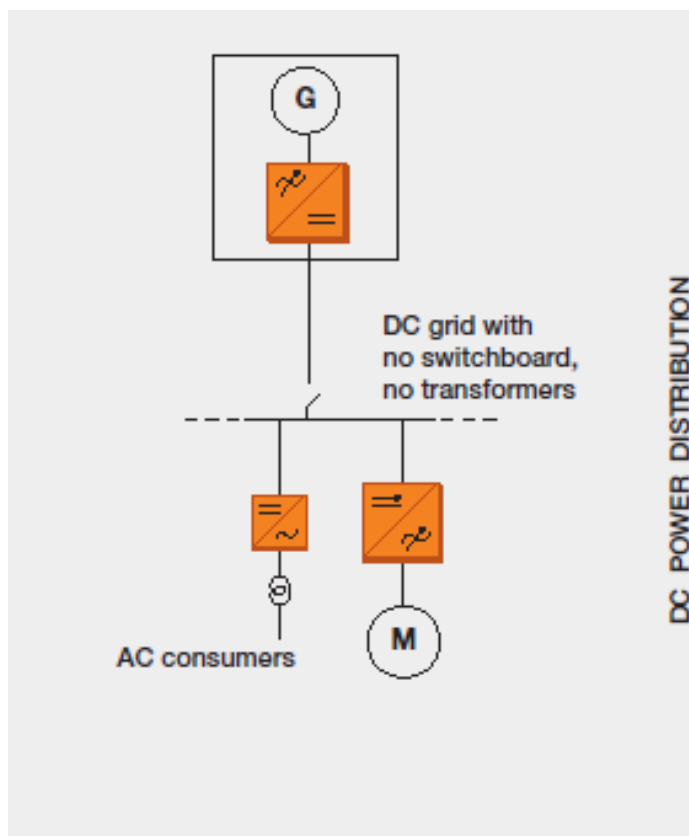 G
DC grid with
no switchboard,
no transformers
DC POWER DISTRIBUTION
AC consumers
M